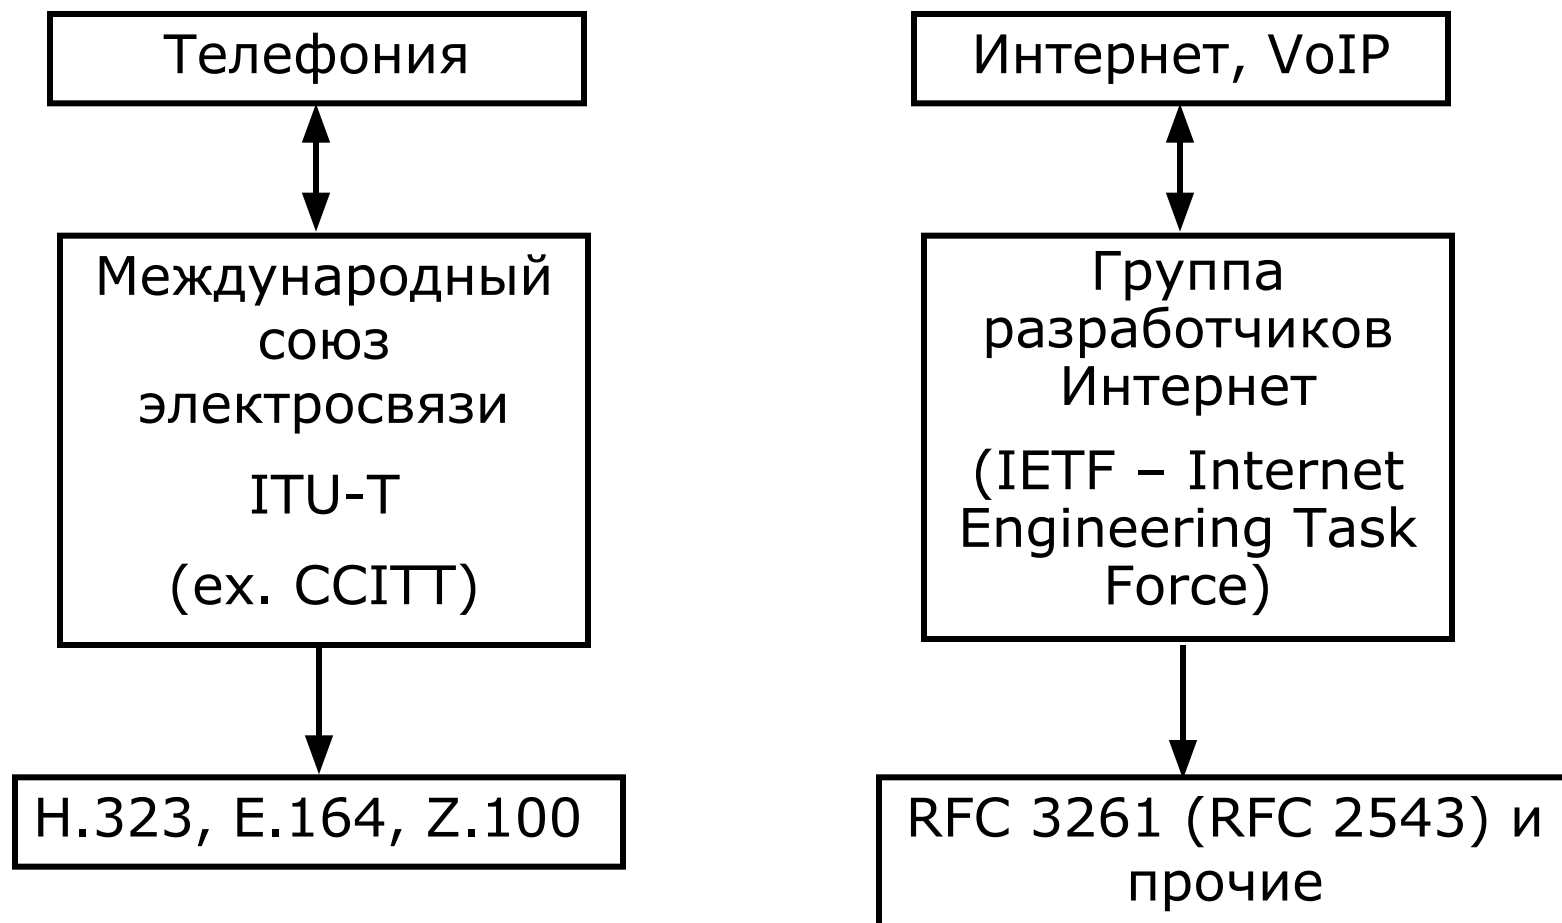 Телефония
Международный
союз
электросвязи
ITU-T
(ex. CCITT)
H.323, E.164, Z.100
Интернет, VoIP
Группа
разработчиков
Интернет
(IETF – Internet
Engineering Task
Force)
RFC 3261 (RFC 2543) и
прочие